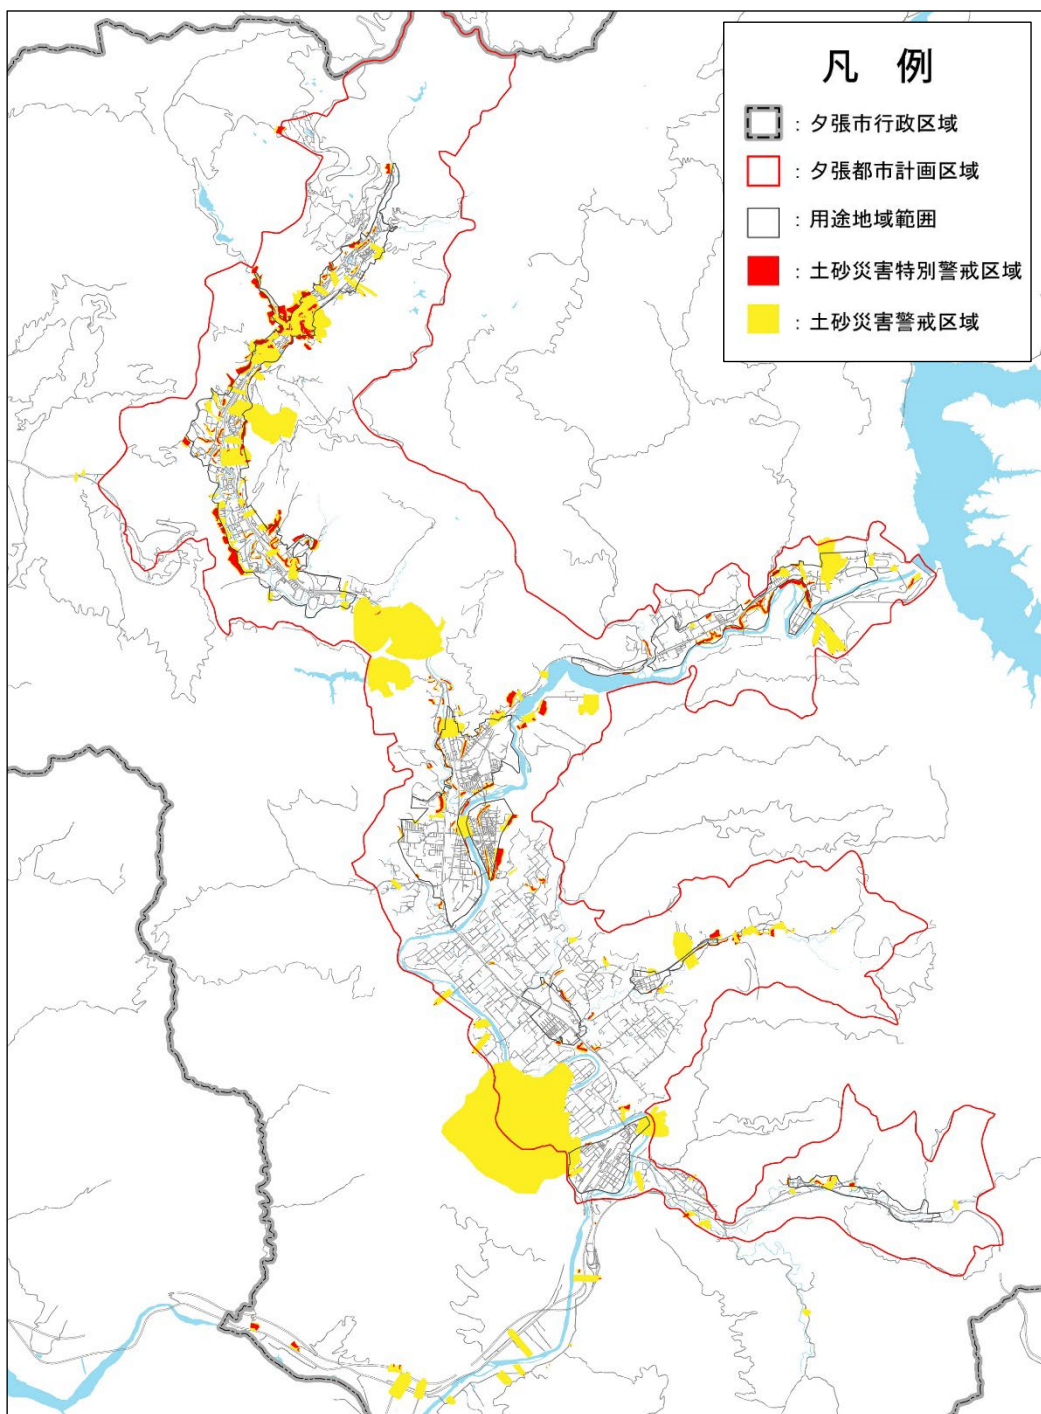 凡 例
：夕張市行政区域
：夕張都市計画区域
：用途地域範囲
：土砂災害特別警戒区域
：土砂災害警戒区域